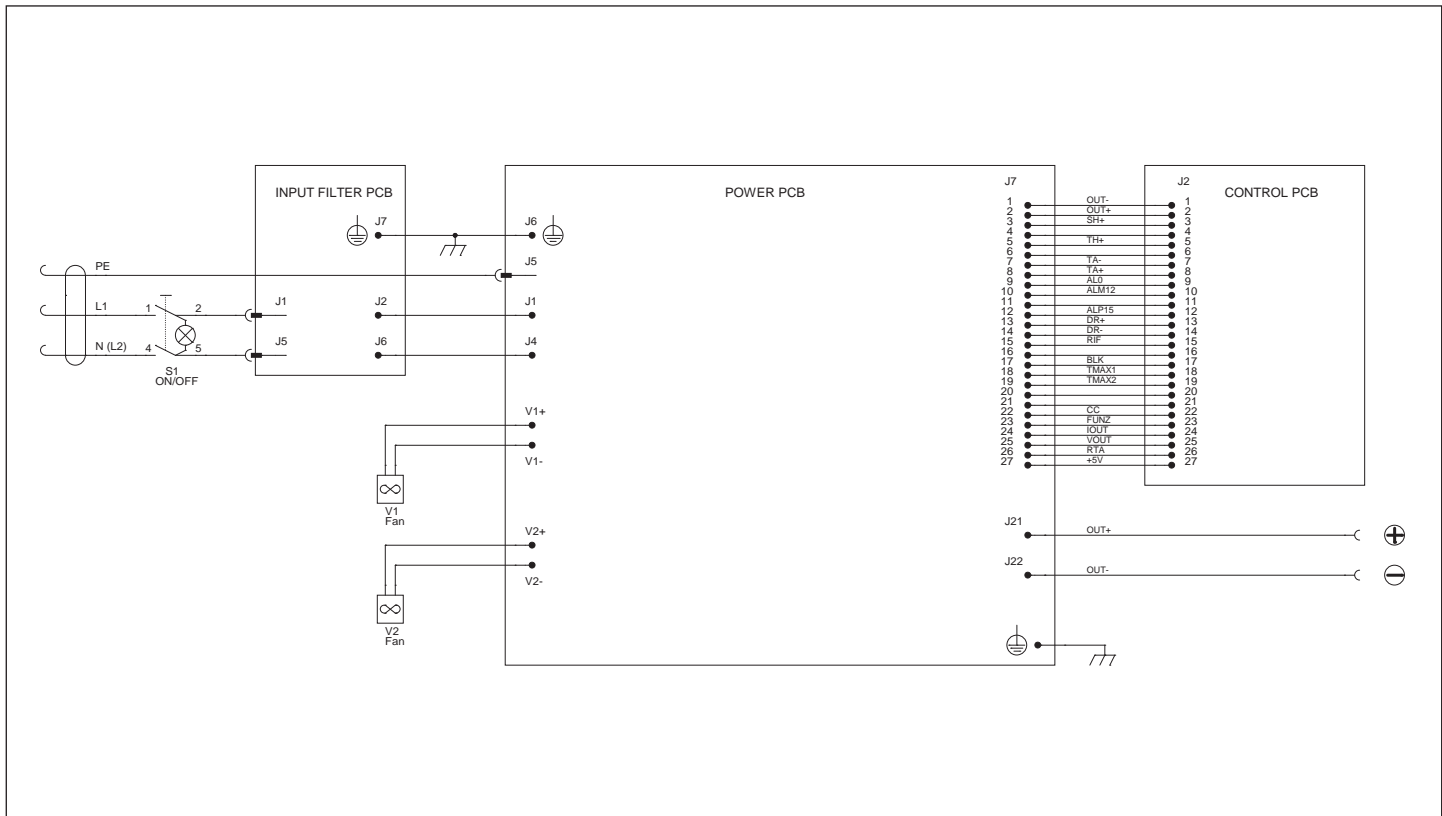 INPUT FILTER PCB
POWER PCB
CONTROL PCB
J7
J6
J5
PE
L1
1
2
J1
J2
J1
N (L2)
4
5
J5
J6
J4
S1
ON/OFF
V1+
V1-
V1
Fan
V2+
V2-
V2
Fan
J7
J2
1 OUT- 1
2 OUT+ 2
3 SH+ 3
4 4
5 TH+ 5
6 6
7 TA- 7
8 TA+ 8
9 AL0 9
10 ALM12 10
11 11
12 ALP15 12
13 DR+ 13
14 DR- 14
15 RIF 15
16 16
17 BLK 17
18 TMAX1 18
19 TMAX2 19
20 20
21 21
22 CC 22
23 FUNZ 23
24 IOUT 24
25 VOUT 25
26 RTA 26
27 +5V 27
J21
OUT+
J22
OUT-